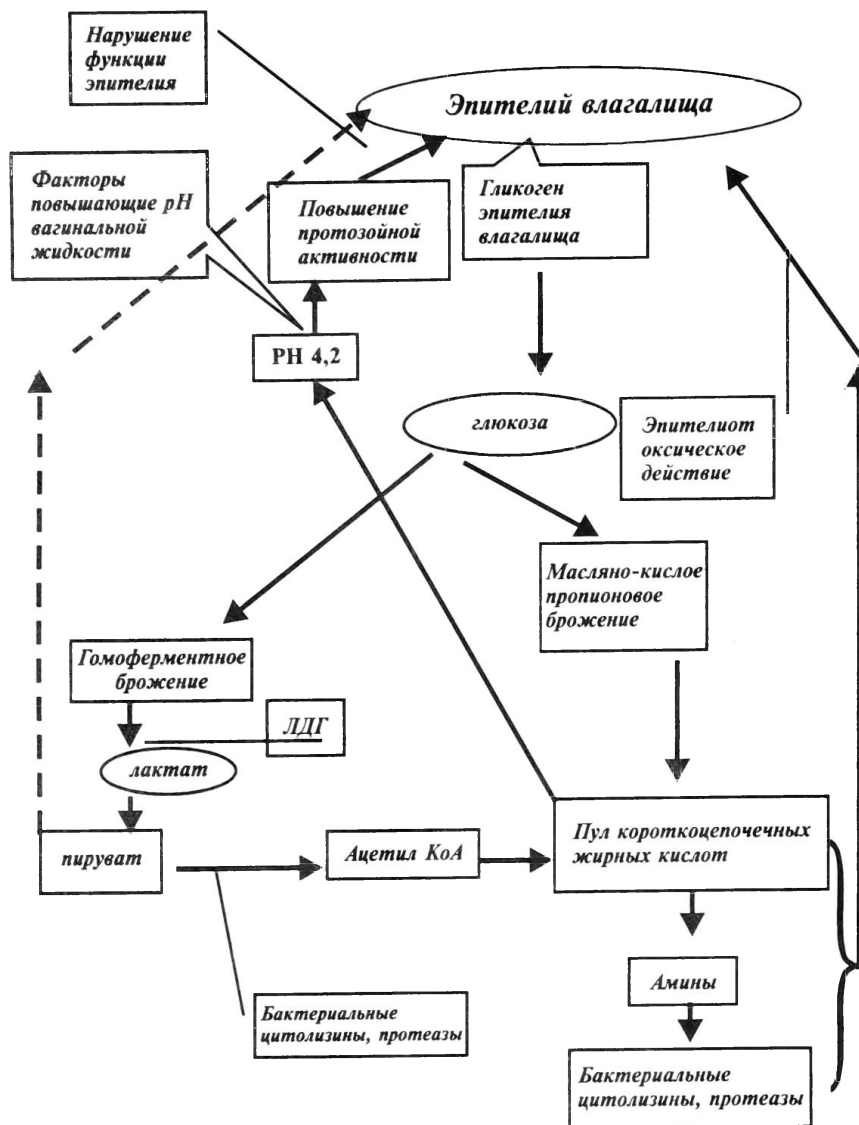 Нарушение
функции
эпителия
Эпителий влагалища
Факторы
повышающие pH
вагинальной
жидкости
Повышение
протозойной
активности
Гликоген
эпителия
влагалища
РН 4,2
глюкоза
Эпителиот
оксическое
действие
Масляно-кислое
пропионовое
брожение
Гомоферментное
брожение
ЛДГ
лактат
пируват
Ацетил КоА
Пул короткоцепочечных
жирных кислот
Амины
Бактериальные
цитолизины, протеазы
Бактериальные
цитолизины, протеазы